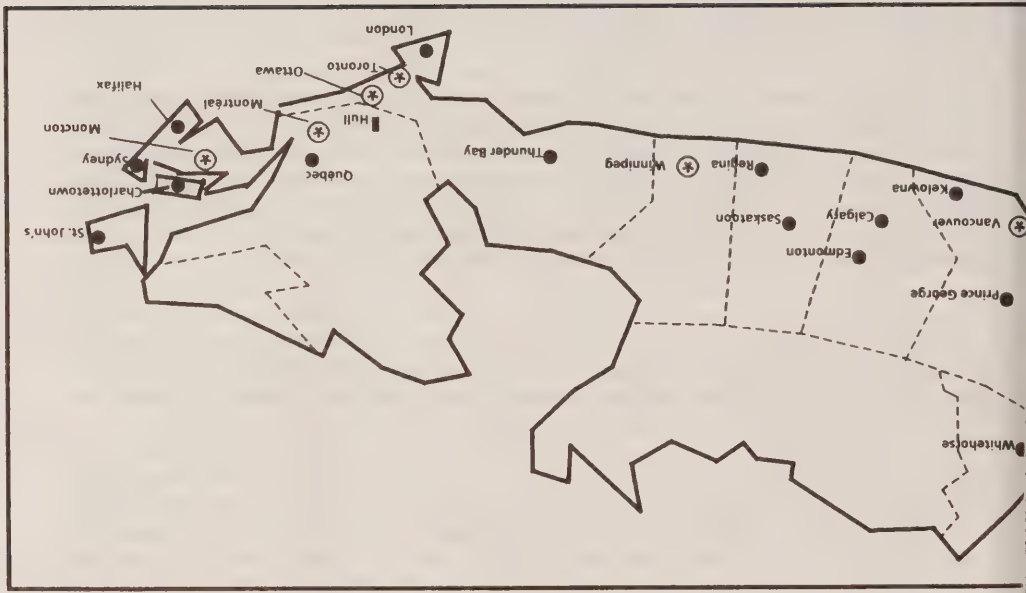 Whitehorse
Prince George
Edmonton
Vancouver
Calgary
Saskatoon
Kelowna
Regina
Winnipeg
Thunder Bay
St. John's
Charlottetown
Québec
Sydney
Moncton
Hull
Montréal
Halifax
Ottawa
Toronto
London